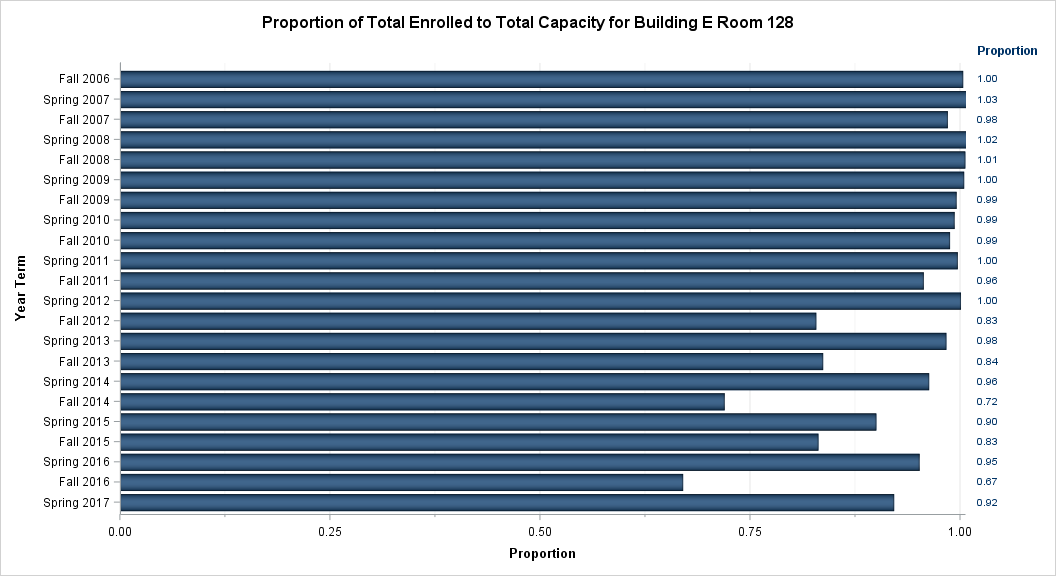 Proportion of Total Enrolled to Total Capacity for Building E Room 128
Proportion
Fall 2006 1.00
Spring 2007 1.03
Fall 2007 0.98
Spring 2008 1.02
Fall 2008 1.01
Spring 2009 1.00
Fall 2009 0.99
Spring 2010 0.99
Fall 2010 0.99
Spring 2011 1.00
Fall 2011 0.96
Spring 2012 1.00
Fall 2012 0.83
Spring 2013 0.98
Fall 2013 0.84
Spring 2014 0.96
Fall 2014 0.72
Spring 2015 0.90
Fall 2015 0.83
Spring 2016 0.95
Fall 2016 0.67
Spring 2017 0.92
Year Term
0.00 0.25 0.50 0.75 1.00
Proportion